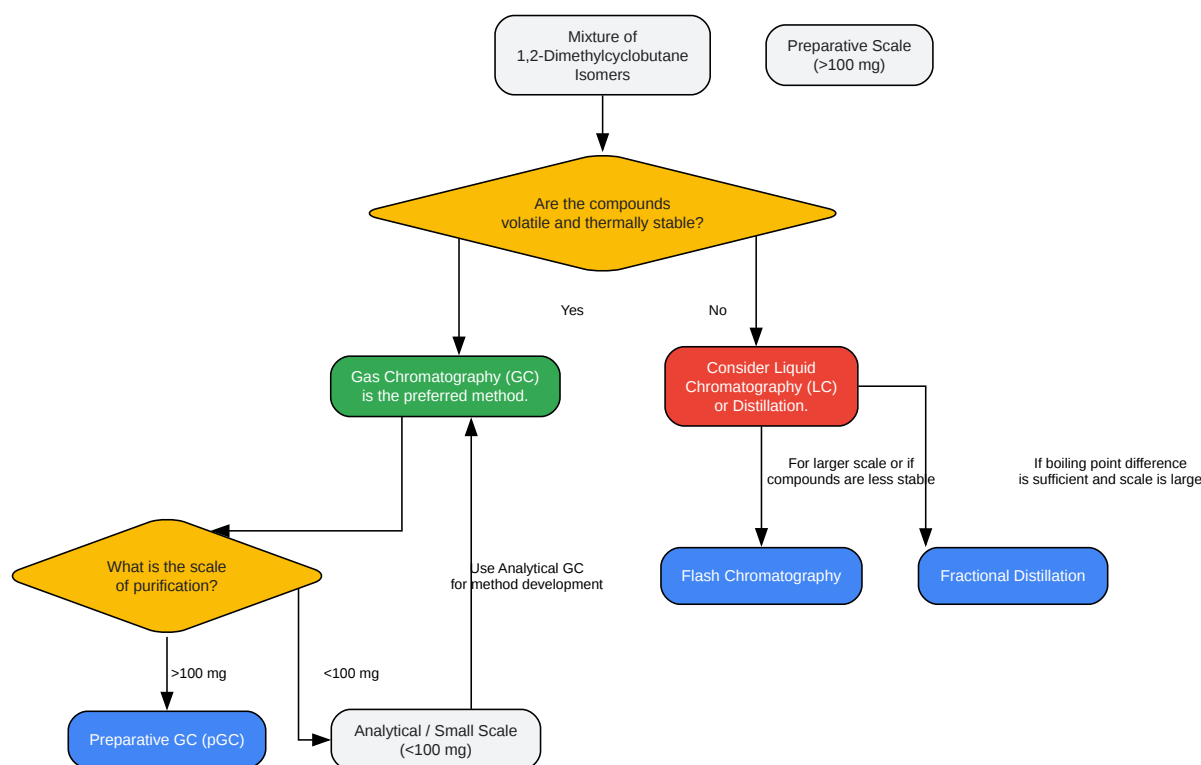 Mixture of
1,2-Dimethylcyclobutane
Isomers
Preparative Scale
(>100 mg)
Are the compounds
volatile and thermally stable?
Yes
No
Gas Chromatography (GC)
is the preferred method.
Consider Liquid
Chromatography (LC)
or Distillation.
For larger scale or if
compounds are less stable
If boiling point difference
is sufficient and scale is large
What is the scale
of purification?
Use Analytical GC
for method development
Flash Chromatography
Fractional Distillation
>100 mg
<100 mg
Preparative GC (pGC)
Analytical / Small Scale
(<100 mg)